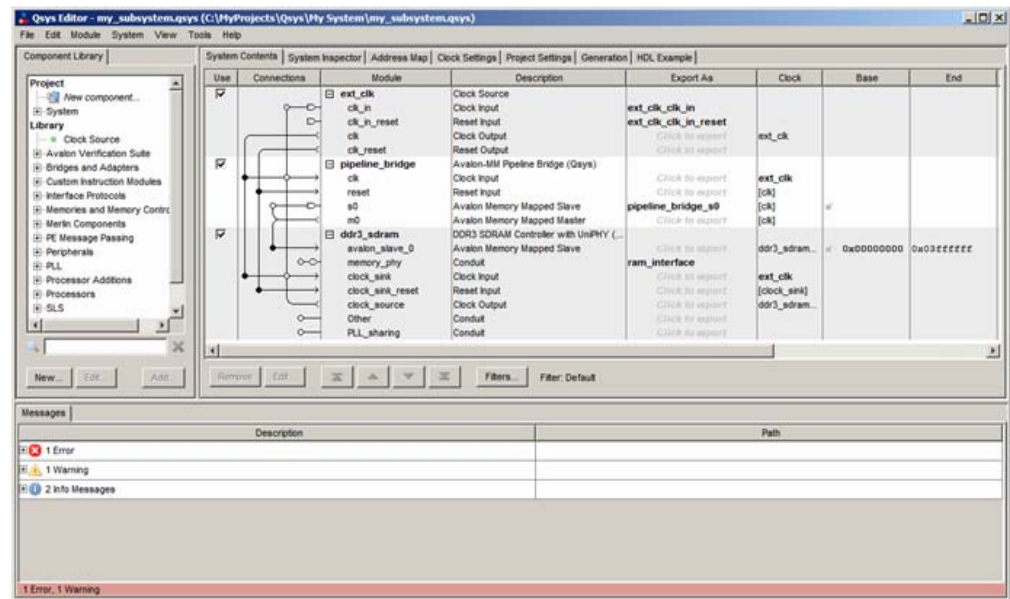 Qsys Editor - my_subsystem.qsys (C:\MyProjects\Qsys\My System\my_subsystem.qsys)
File Edit Module System View Tools Help
Component Library
Project
New component...
System
Library
Clock Source
Avalon Verification Suite
Bridges and Adapters
Custom Instruction Modules
Interface Protocols
Memories and Memory Contrc
Merlin Components
PE Message Passing
Peripherals
PLL
Processor Additions
Processors
SLS
New... Edit... Add...
System Contents System Inspector Address Map Clock Settings Project Settings Generation HDL Example
Use Connections Module Description Export As Clock Base End
ext_clk Clock Source
clk_in Clock Input ext_clk_clk_in
clk_in_reset Reset Input ext_clk_clk_in_reset
clk Clock Output Click to export ext_clk
clk_reset Reset Output Click to export
pipeline_bridge Avalon-MM Pipeline Bridge (Qsys)
clk Clock Input Click to export ext_clk
reset Reset Input Click to export [clk]
s0 Avalon Memory Mapped Slave pipeline_bridge_s0 [clk]
m0 Avalon Memory Mapped Master Click to export [clk]
ddr3_sdram DDR3 SDRAM Controller with UniPHY (...
avalon_slave_0 Avalon Memory Mapped Slave Click to export ddr3_sdram... 0x00000000 0x03ffffff
memory_phy Conduit ram_interface
clock_sink Clock Input Click to export ext_clk
clock_sink_reset Reset Input Click to export [clock_sink]
clock_source Clock Output Click to export ddr3_sdram...
Other Conduit Click to export
PLL_sharing Conduit Click to export
Remove Edit... Filters... Filter: Default
Messages
Description Path
1 Error
1 Warning
2 Info Messages
1 Error, 1 Warning